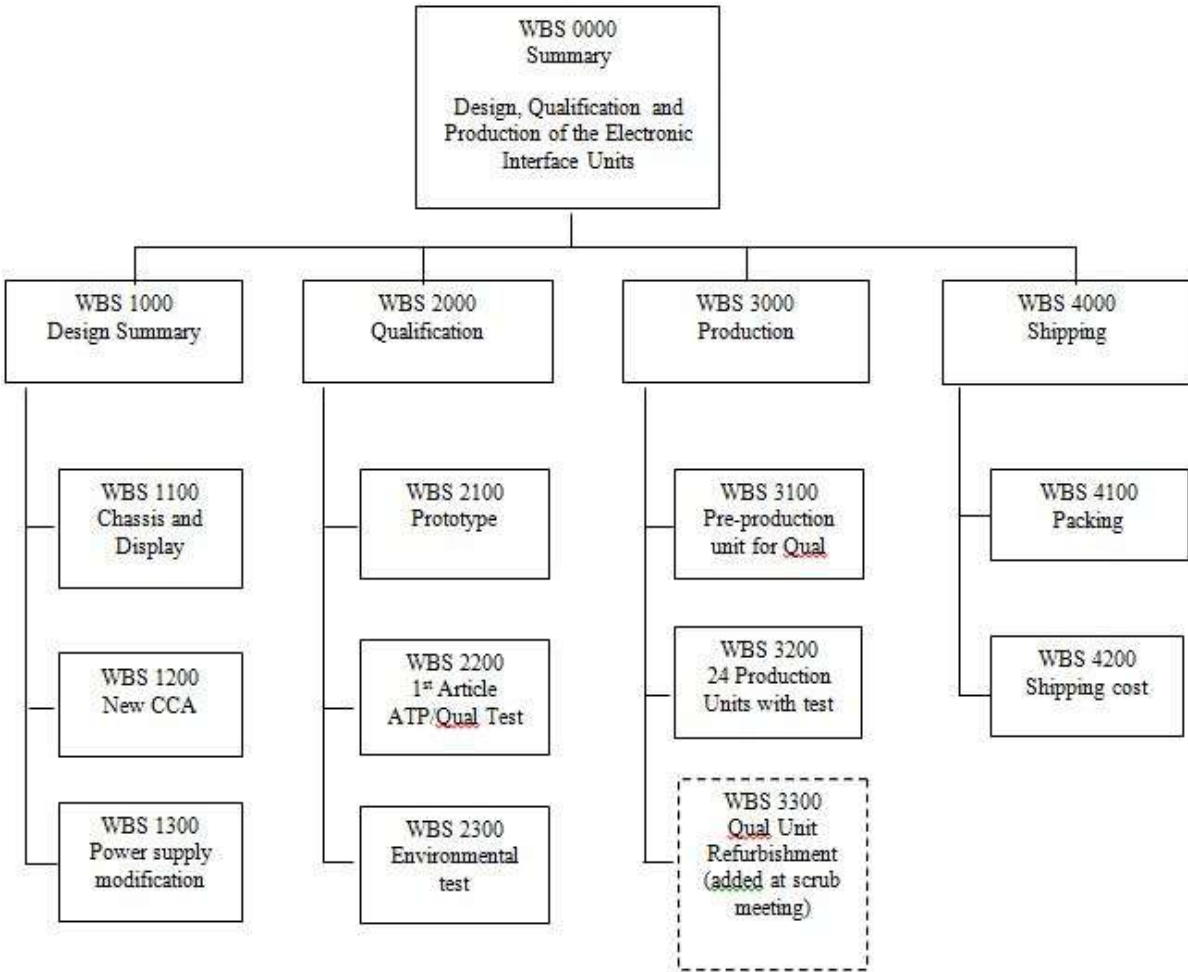 WBS 0000
Summary
Design, Qualification and
Production of the Electronic
Interface Units
WBS 1000
Design Summary
WBS 2000
Qualification
WBS 3000
Production
WBS 4000
Shipping
WBS 1100
Chassis and
Display
WBS 2100
Prototype
WBS 3100
Pre-production
unit for Qual
WBS 4100
Packing
WBS 1200
New CCA
WBS 2200
1st Article
ATP/Qual Test
WBS 3200
24 Production
Units with test
WBS 4200
Shipping cost
WBS 1300
Power supply
modification
WBS 2300
Environmental
test
WBS 3300
Qual Unit
Refurbishment
(added at scrub
meeting)